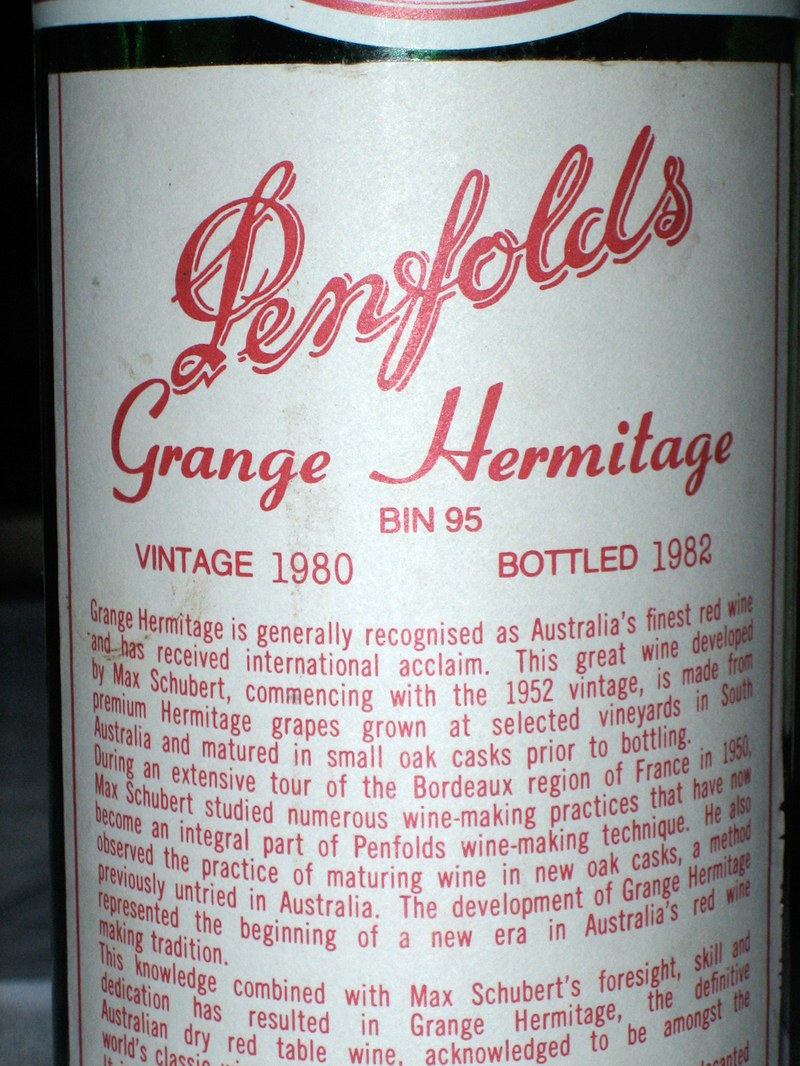 Penfolds
Grange Hermitage
BIN 95
VINTAGE 1980 BOTTLED 1982
Grange Hermitage is generally recognised as Australia's finest red wine
and has received international acclaim. This great wine developed
by Max Schubert, commencing with the 1952 vintage, is made from
premium Hermitage grapes grown at selected vineyards in South
Australia and matured in small oak casks prior to bottling.
During an extensive tour of the Bordeaux region of France in 1950,
Max Schubert studied numerous wine-making practices that have now
become an integral part of Penfolds wine-making technique. He also
observed the practice of maturing wine in new oak casks, a method
previously untried in Australia. The development of Grange Hermitage
represented the beginning of a new era in Australia's red wine
making tradition.
This knowledge combined with Max Schubert's foresight, skill and
dedication has resulted in Grange Hermitage, the definitive
Australian dry red table wine, acknowledged to be amongst the
world's classic